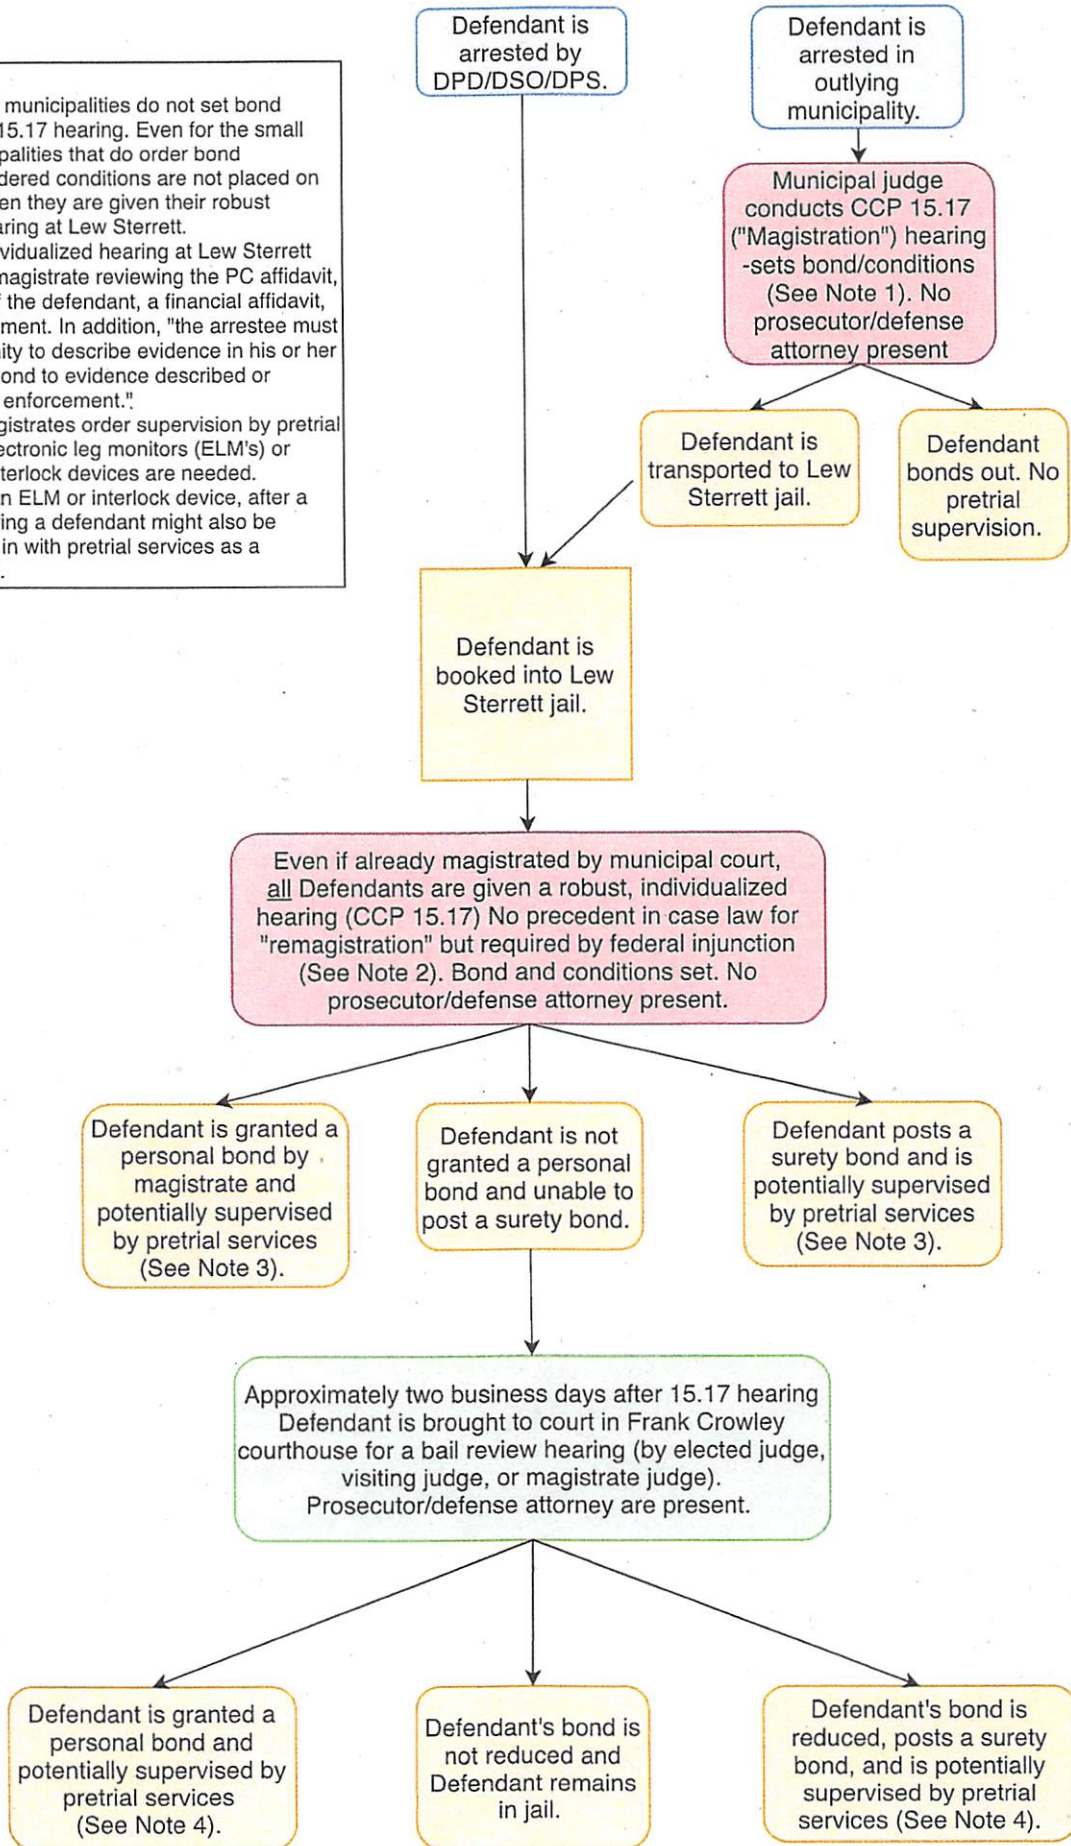 Defendant is
arrested by
DPD/DSO/DPS.
Defendant is
arrested in
outlying
municipality.
municipalities do not set bond
15.17 hearing. Even for the small
palities that do order bond
dered conditions are not placed on
en they are given their robust
aring at Lew Sterrett.
ividualized hearing at Lew Sterrett
magistrate reviewing the PC affidavit,
f the defendant, a financial affidavit,
ment. In addition, "the arrestee must
nity to describe evidence in his or her
ond to evidence described or
enforcement."
gistrates order supervision by pretrial
ectronic leg monitors (ELM's) or
terlock devices are needed.
n ELM or interlock device, after a
ring a defendant might also be
in with pretrial services as a
Municipal judge
conducts CCP 15.17
("Magistration") hearing
-sets bond/conditions
(See Note 1). No
prosecutor/defense
attorney present
Defendant is
transported to Lew
Sterrett jail.
Defendant
bonds out. No
pretrial
supervision.
Defendant is
booked into Lew
Sterrett jail.
Even if already magistrated by municipal court,
all Defendants are given a robust, individualized
hearing (CCP 15.17) No precedent in case law for
"remagistration" but required by federal injunction
(See Note 2). Bond and conditions set. No
prosecutor/defense attorney present.
Defendant is granted a
personal bond by
magistrate and
potentially supervised
by pretrial services
(See Note 3).
Defendant is not
granted a personal
bond and unable to
post a surety bond.
Defendant posts a
surety bond and is
potentially supervised
by pretrial services
(See Note 3).
Approximately two business days after 15.17 hearing
Defendant is brought to court in Frank Crowley
courthouse for a bail review hearing (by elected judge,
visiting judge, or magistrate judge).
Prosecutor/defense attorney are present.
Defendant is granted a
personal bond and
potentially supervised by
pretrial services
(See Note 4).
Defendant's bond is
not reduced and
Defendant remains
in jail.
Defendant's bond is
reduced, posts a surety
bond, and is potentially
supervised by pretrial
services (See Note 4).